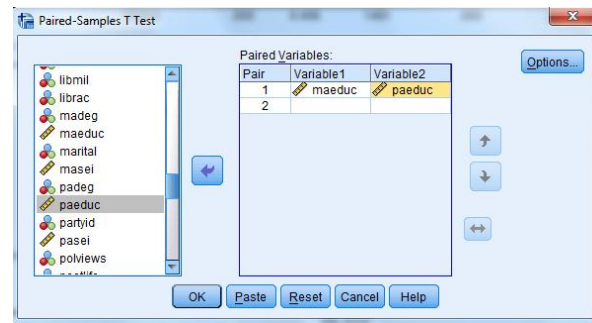 Paired-Samples T Test
Paired Variables:
Options...
Pair Variable1 Variable2
1 maeduc paeduc
2
libmil
librac
madeg
maeduc
marital
masei
padeg
paeduc
partyid
pasei
polviews
OK Paste Reset Cancel Help